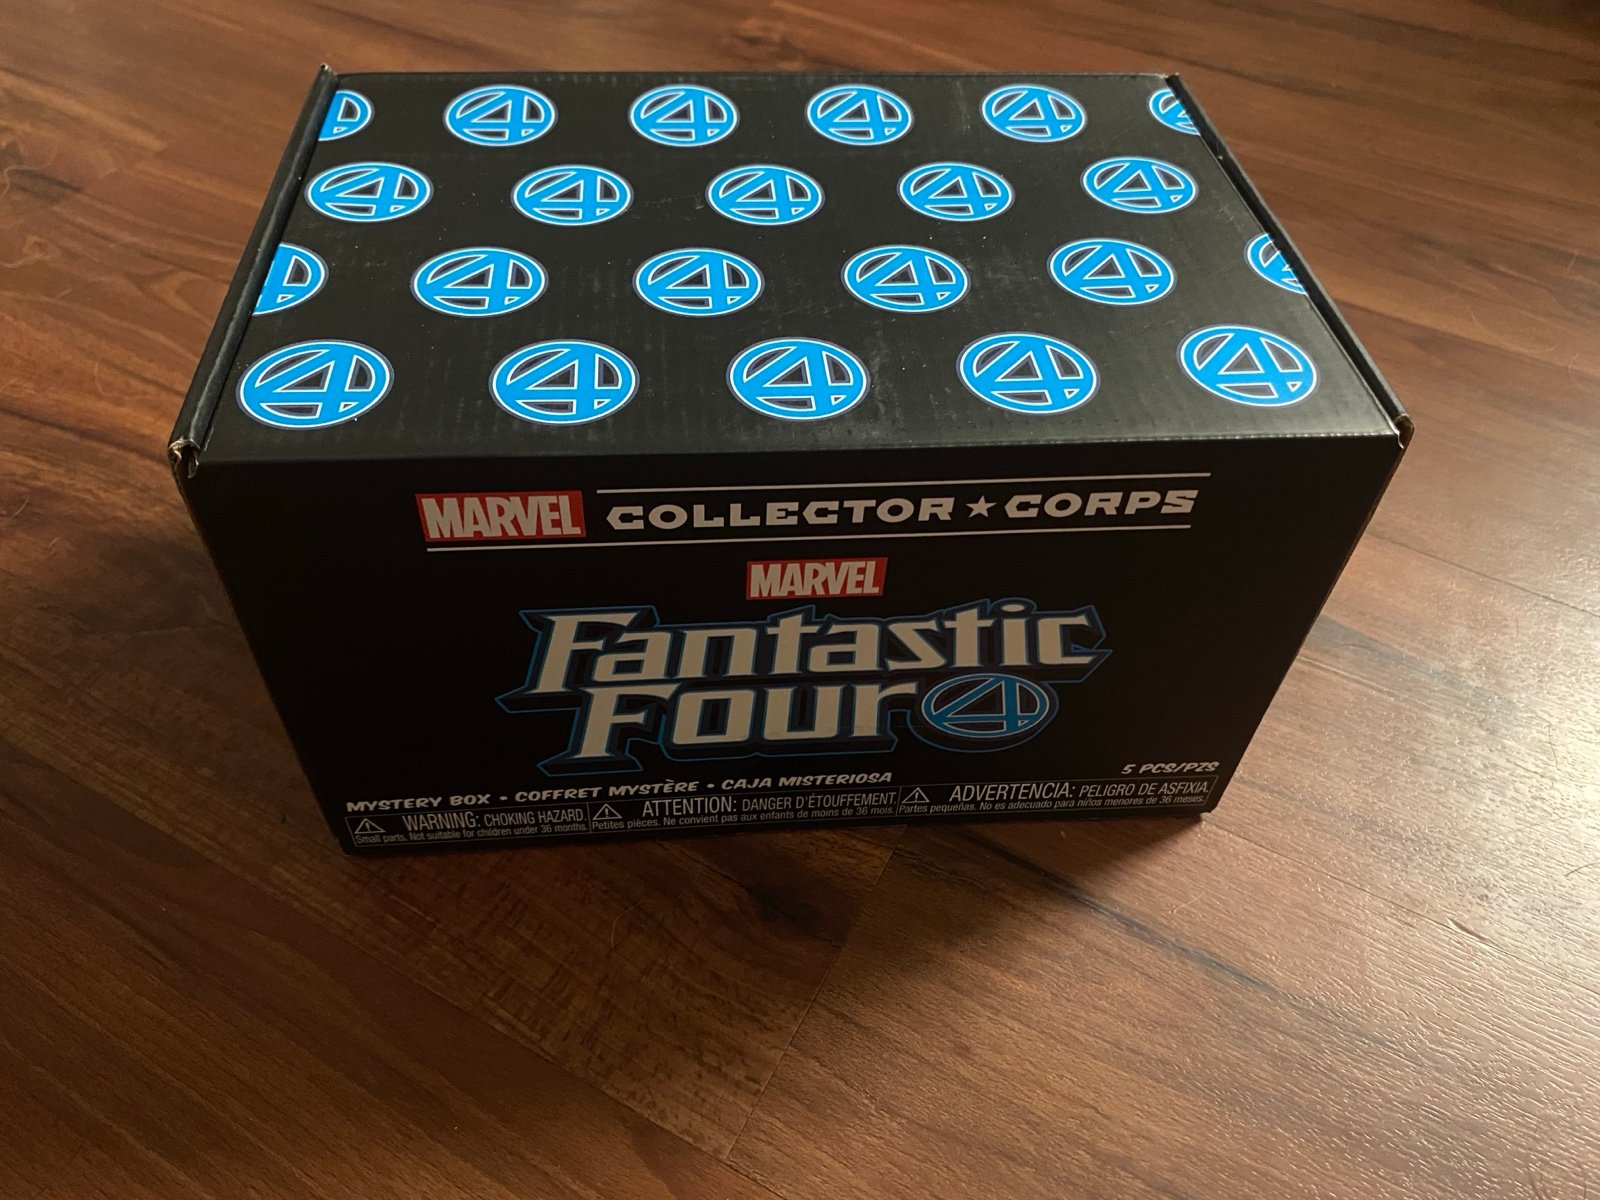 MARVEL COLLECTOR★CORPS
MARVEL
Fantastic
Four 4
MYSTERY BOX • COFFRET MYSTÈRE • CAJA MISTERIOSA
5 PCS/PZS
WARNING: CHOKING HAZARD.
Small parts. Not suitable for children under 36 months.
ATTENTION: DANGER D'ÉTOUFFEMENT.
Petites pièces. Ne convient pas aux enfants de moins de 36 mois.
ADVERTENCIA: PELIGRO DE ASFIXIA.
Partes pequeñas. No es adecuado para niños menores de 36 meses.